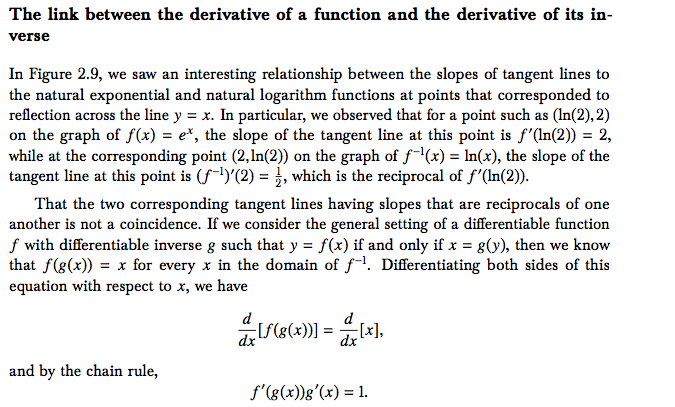 The link between the derivative of a function and the derivative of its in-
verse
In Figure 2.9, we saw an interesting relationship between the slopes of tangent lines to
the natural exponential and natural logarithm functions at points that corresponded to
reflection across the line y = x. In particular, we observed that for a point such as (ln(2),2)
on the graph of f(x) = eˣ, the slope of the tangent line at this point is f′(ln(2)) = 2,
while at the corresponding point (2,ln(2)) on the graph of f⁻¹(x) = ln(x), the slope of the
tangent line at this point is (f⁻¹)′(2) = ½, which is the reciprocal of f′(ln(2)).
That the two corresponding tangent lines having slopes that are reciprocals of one
another is not a coincidence. If we consider the general setting of a differentiable function
f with differentiable inverse g such that y = f(x) if and only if x = g(y), then we know
that f(g(x)) = x for every x in the domain of f⁻¹. Differentiating both sides of this
equation with respect to x, we have
d/dx [f(g(x))] = d/dx [x],
and by the chain rule,
f′(g(x))g′(x) = 1.